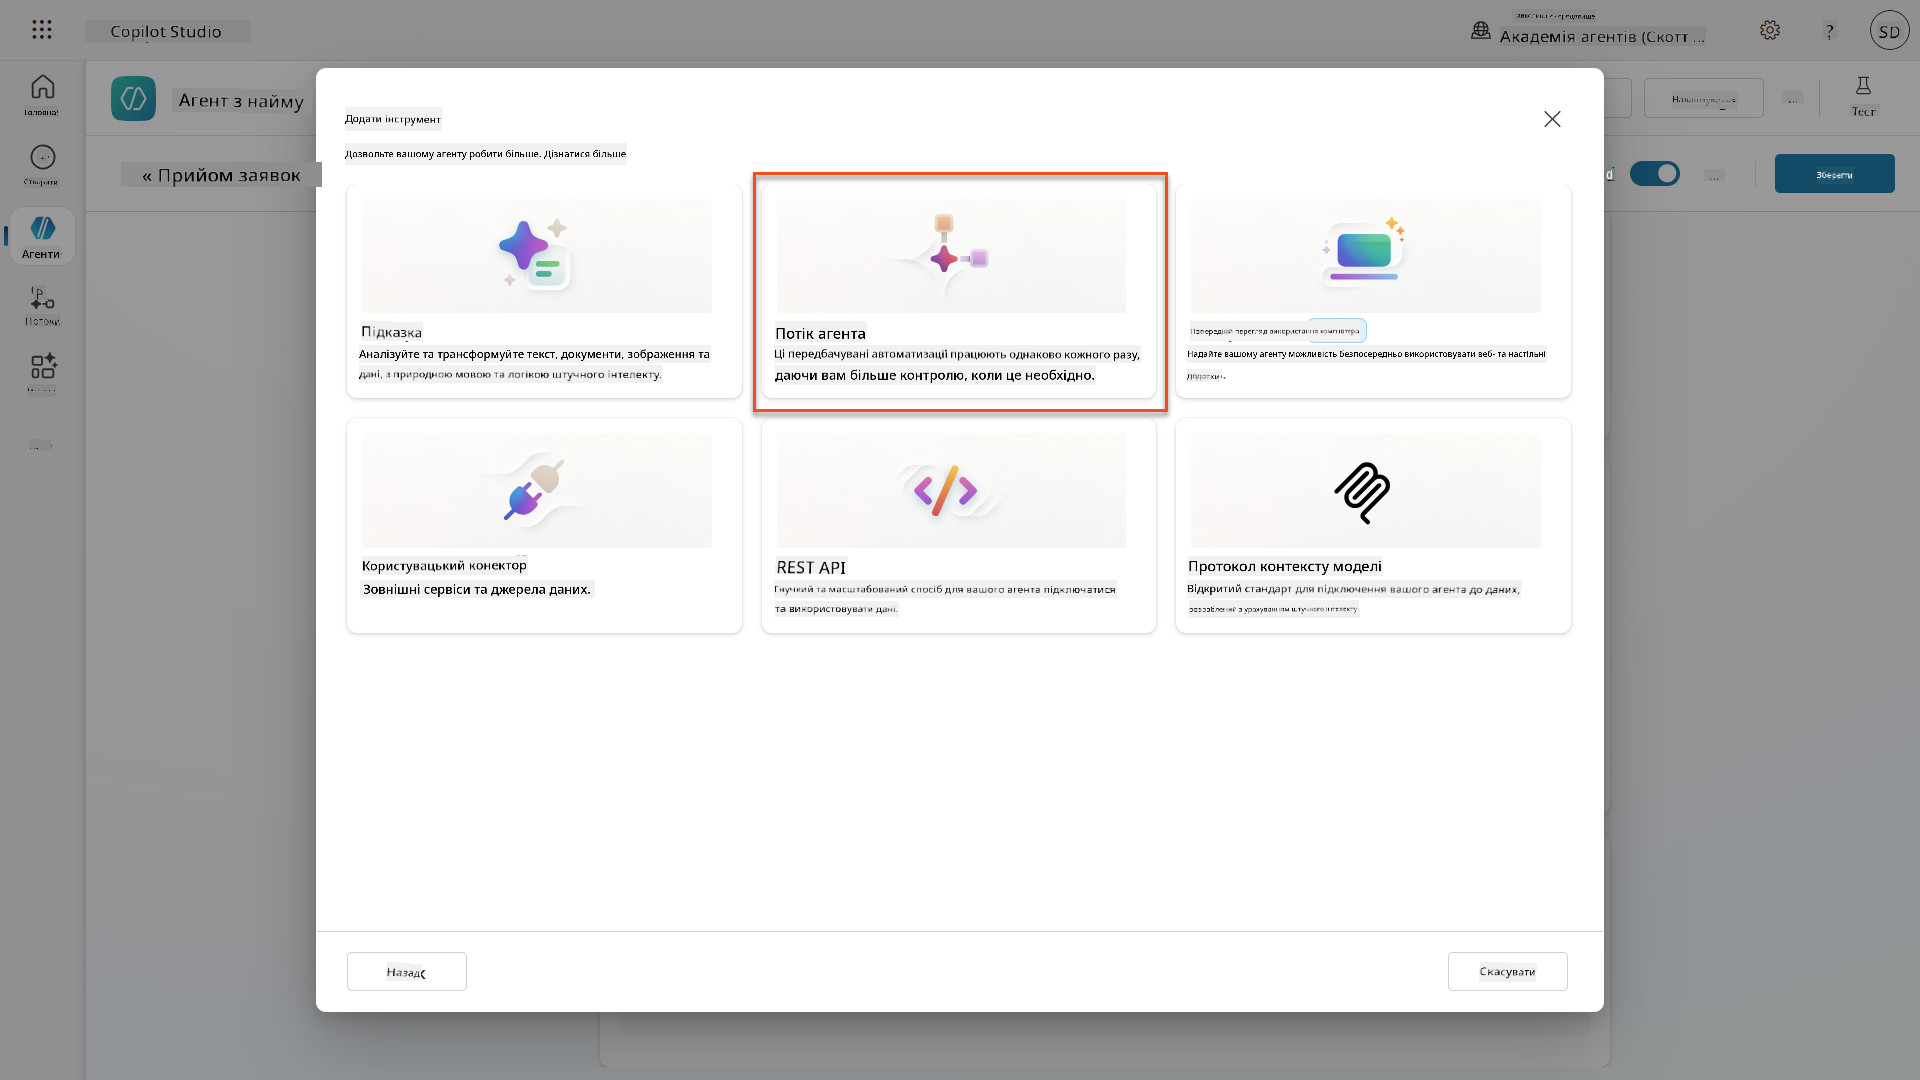 Copilot Studio
Академія агентів (Скотт ...
?
SD
Головна
Агент з найму
Налаштування
...
Тест
Створити
« Прийом заявок
d
...
Зберегти
Агенти
Потоки
Додати інструмент
Дозвольте вашому агенту робити більше. Дізнатися більше
Підказка
Аналізуйте та трансформуйте текст, документи, зображення та
дані, з природною мовою та логікою штучного інтелекту.
Потік агента
Ці передбачувані автоматизації працюють однаково кожного разу,
даючи вам більше контролю, коли це необхідно.
Попередній перегляд використання комп'ютера
Надайте вашому агенту можливість безпосередньо використовувати веб- та настільні
додатки.
Користувацький конектор
Зовнішні сервіси та джерела даних.
REST API
Гнучкий та масштабований спосіб для вашого агента підключатися
та використовувати дані.
Протокол контексту моделі
Відкритий стандарт для підключення вашого агента до даних,
розроблений з урахуванням штучного інтелекту
Назад
Скасувати